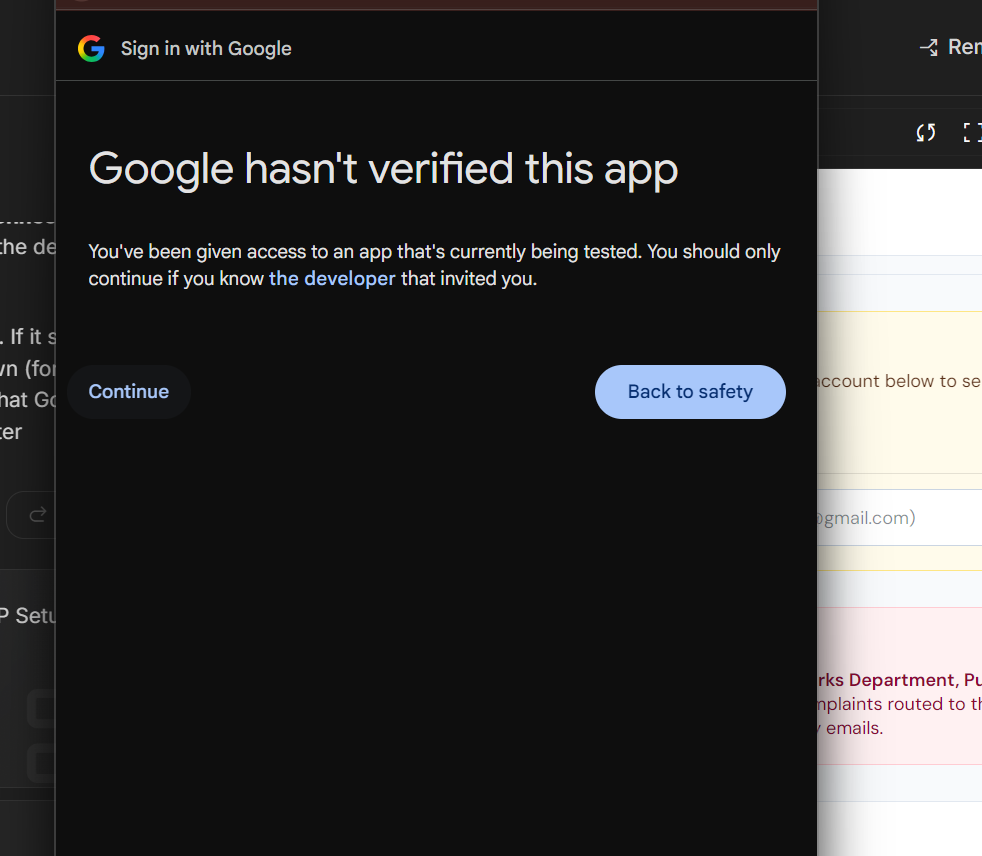 Sign in with Google
Ren
Google hasn't verified this app
the de
You've been given access to an app that's currently being tested. You should only
continue if you know the developer that invited you.
. If it s
wn (for
hat Go
ter
account below to se
Continue
Back to safety
@gmail.com)
P Setu
rks Department, Pu
mplaints routed to th
y emails.